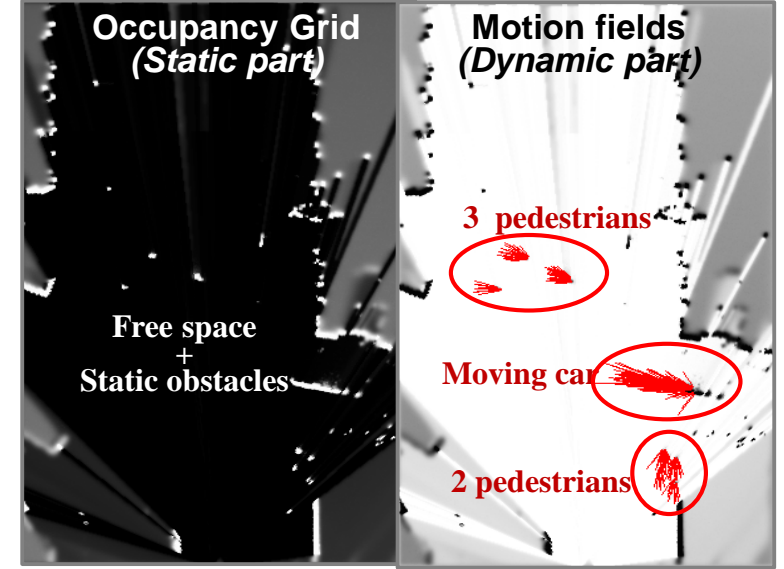 Occupancy Grid
(Static part)
Motion fields
(Dynamic part)
3 pedestrians
Free space
+
Static obstacles
Moving car
2 pedestrians